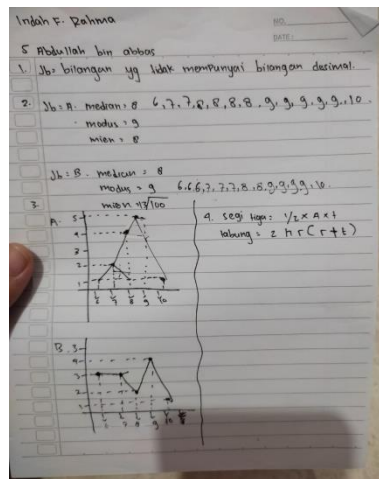 Indah F. Rahma
NO.
DATE:
5 Abdullah bin abbas
1. Jb = bilangan yg tidak mempunyai bilangan desimal.
2. Jb = A. median = 8 6, 7, 7, 8, 8, 8, 8, 9, 9, 9, 9, 9, 10
modus = 9
mien = 8
Jb = B. median = 8
modus = 9 6, 6, 6, 7, 7, 7, 8, 8, 9, 9, 9, 9, 10
mien =
3.
A. 5
4
3
2
1
6 7 8 9 10
4. segi tiga = 1/2 x A x t
tabung = 2 h r ( r + t )
B 5
4
3
2
1
7 8 9 10